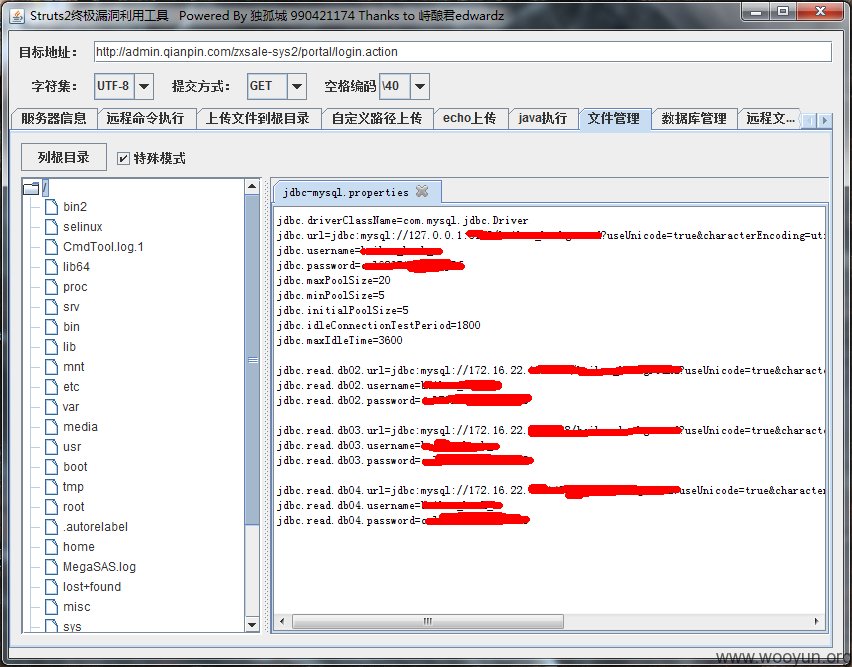 Struts2终极漏洞利用工具 Powered By 独孤城 990421174 Thanks to 峙酿君edwardz
目标地址: http://admin.qianpin.com/zxsale-sys2/portal/login.action
字符集: UTF-8 提交方式: GET 空格编码 \40
服务器信息 远程命令执行 上传文件到根目录 自定义路径上传 echo上传 java执行 文件管理 数据库管理 远程文...
列根目录 特殊模式
/
bin2
selinux
CmdTool.log.1
lib64
proc
srv
bin
lib
mnt
etc
var
media
usr
boot
tmp
root
.autorelabel
home
MegaSAS.log
lost+found
misc
sys
jdbc-mysql.properties
jdbc.driverClassName=com.mysql.jdbc.Driver
jdbc.url=jdbc:mysql://127.0.0.1: ?useUnicode=true&characterEncoding=ut
jdbc.username=
jdbc.password=
jdbc.maxPoolSize=20
jdbc.minPoolSize=5
jdbc.initialPoolSize=5
jdbc.idleConnectionTestPeriod=1800
jdbc.maxIdleTime=3600
jdbc.read.db02.url=jdbc:mysql://172.16.22. ?useUnicode=true&characte
jdbc.read.db02.username=
jdbc.read.db02.password=
jdbc.read.db03.url=jdbc:mysql://172.16.22. ?useUnicode=true&characte
jdbc.read.db03.username=
jdbc.read.db03.password=
jdbc.read.db04.url=jdbc:mysql://172.16.22. useUnicode=true&character
jdbc.read.db04.username=
jdbc.read.db04.password=
www.wooyun.org